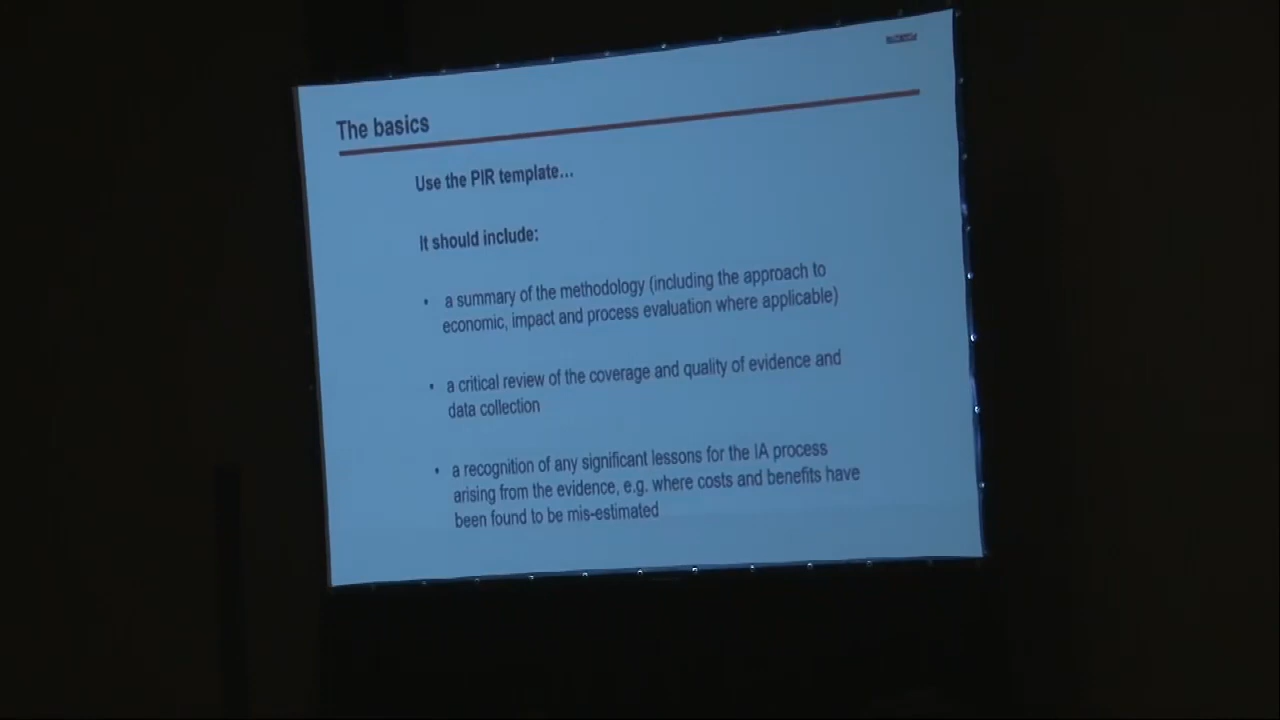 The basics
Use the PIR template...
It should include:
• a summary of the methodology (including the approach to
economic, impact and process evaluation where applicable)
• a critical review of the coverage and quality of evidence and
data collection
• a recognition of any significant lessons for the IA process
arising from the evidence, e.g. where costs and benefits have
been found to be mis-estimated